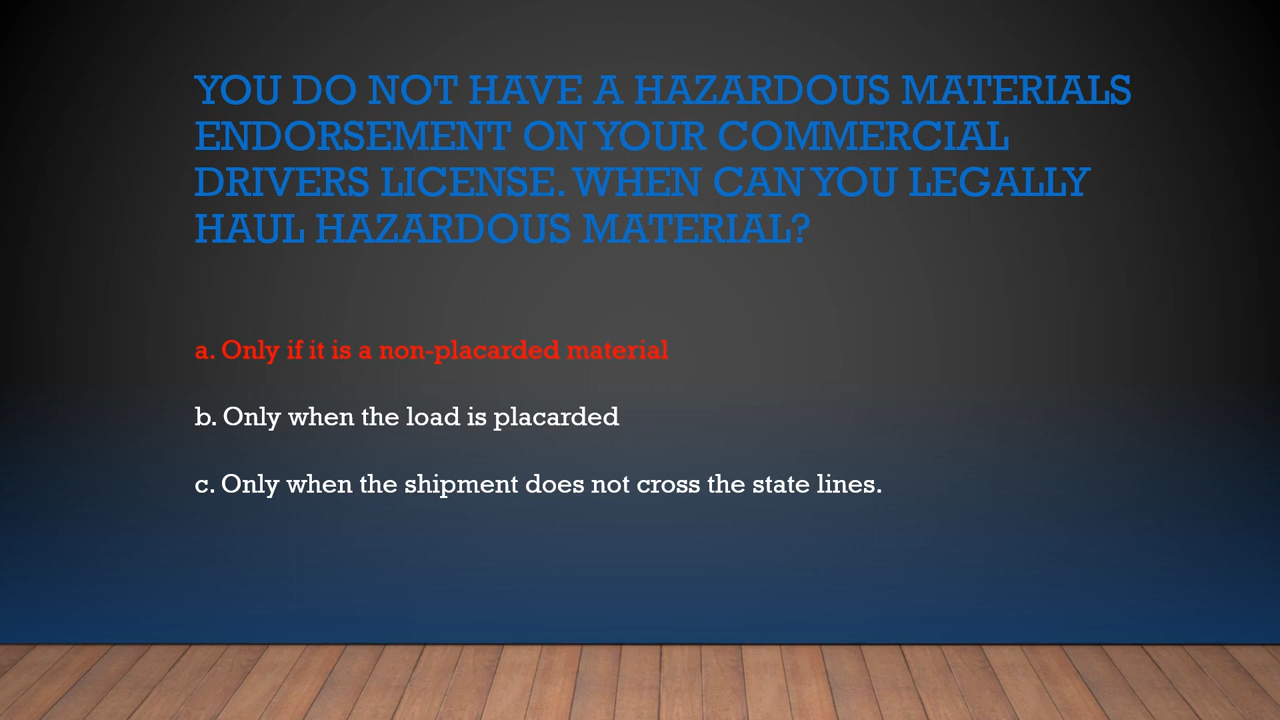 YOU DO NOT HAVE A HAZARDOUS MATERIALS
ENDORSEMENT ON YOUR COMMERCIAL
DRIVERS LICENSE. WHEN CAN YOU LEGALLY
HAUL HAZARDOUS MATERIAL?
a. Only if it is a non-placarded material
b. Only when the load is placarded
c. Only when the shipment does not cross the state lines.